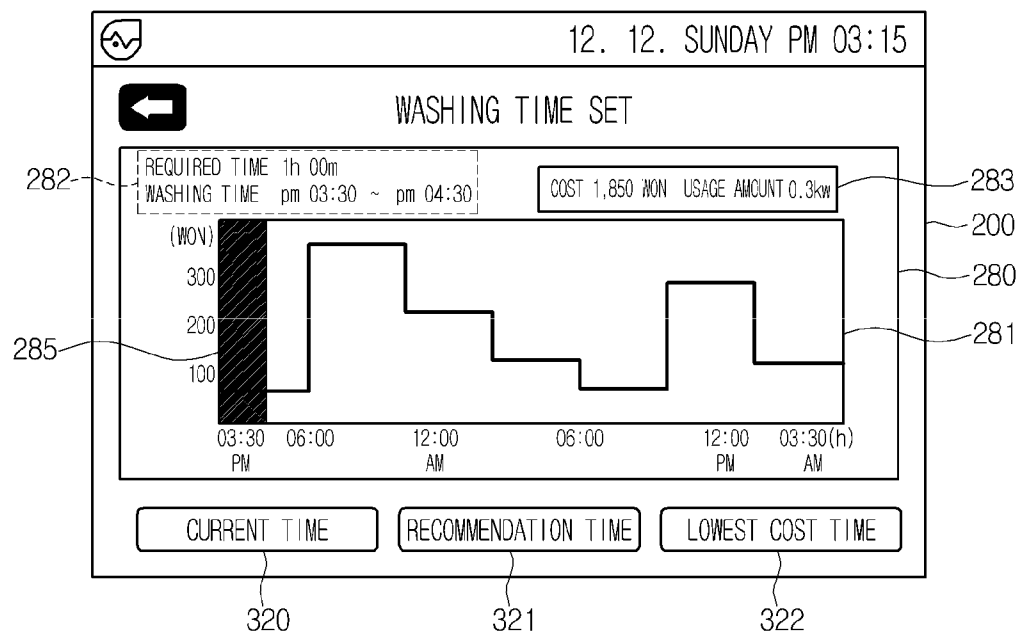 12. 12. SUNDAY PM 03:15
WASHING TIME SET
REQUIRED TIME 1h 00m
WASHING TIME pm 03:30 ~ pm 04:30
282
COST 1,850 WON USAGE AMOUNT 0.3kw
283
200
(WON)
300
280
200
281
285
100
03:30 06:00 12:00 06:00 12:00 03:30(h)
PM AM PM AM
CURRENT TIME RECOMMENDATION TIME LOWEST COST TIME
320 321 322